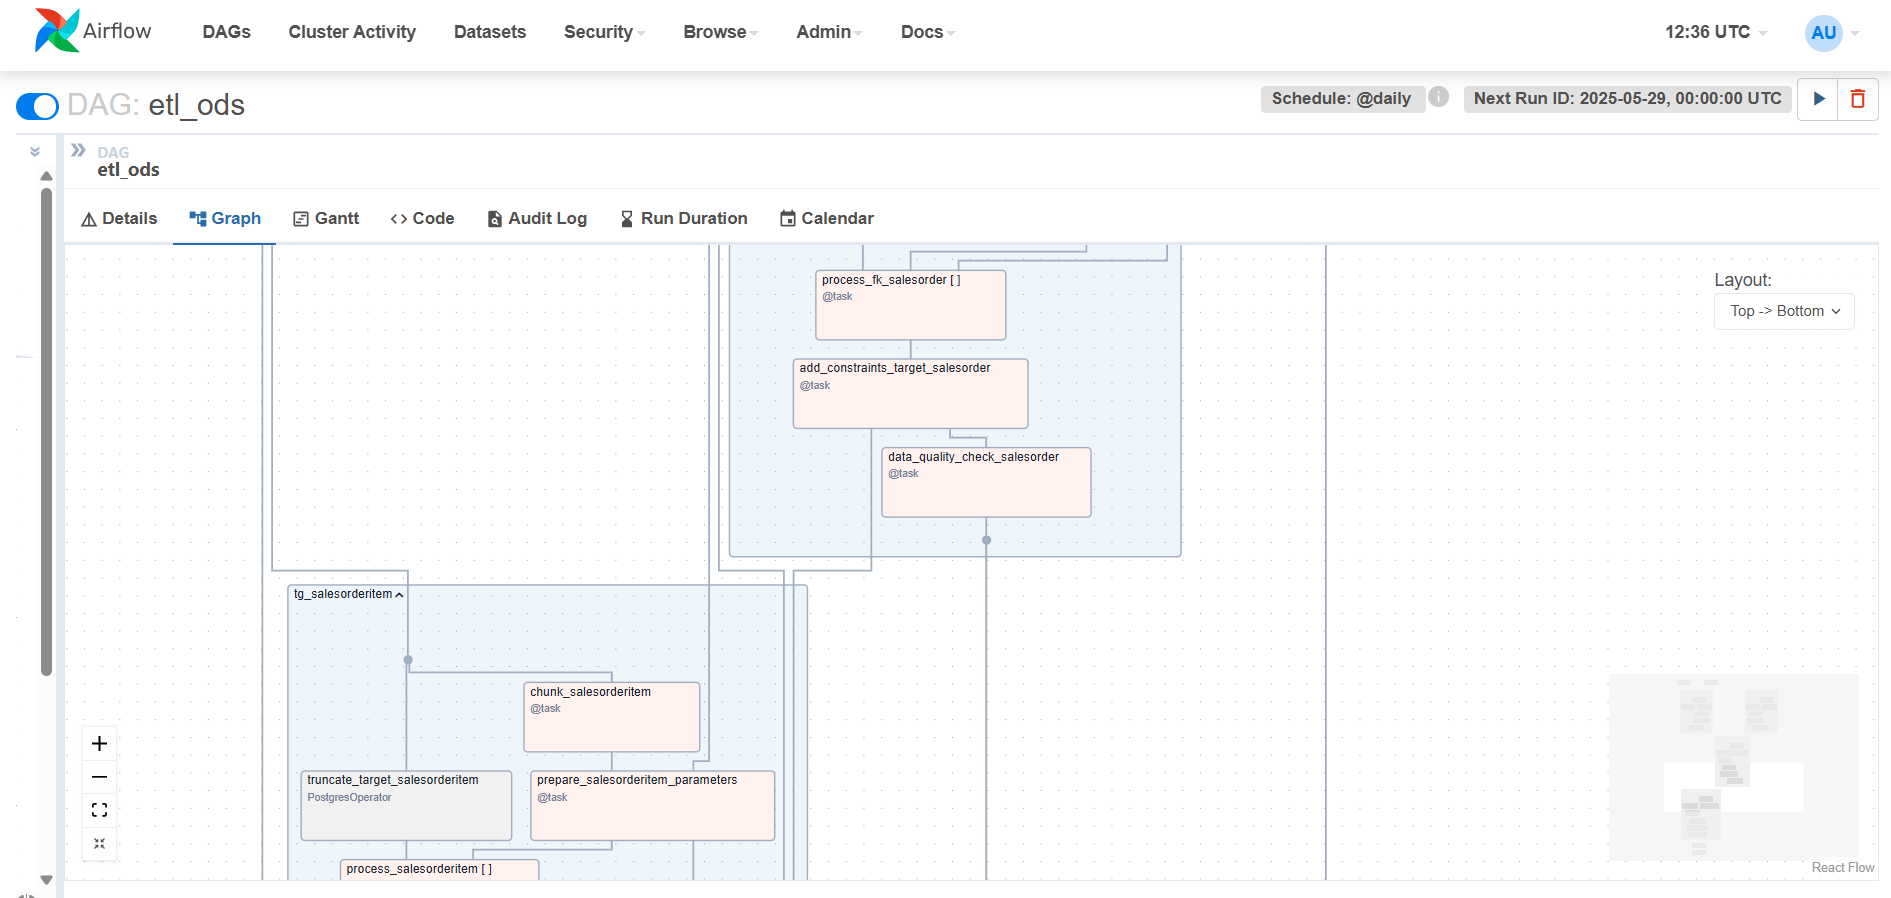 Airflow DAGs Cluster Activity Datasets Security Browse Admin Docs 12:36 UTC AU
DAG: etl_ods Schedule: @daily Next Run ID: 2025-05-29, 00:00:00 UTC
DAG
etl_ods
Details Graph Gantt Code Audit Log Run Duration Calendar
Layout:
Top -> Bottom
process_fk_salesorder [ ]
@task
add_constraints_target_salesorder
@task
data_quality_check_salesorder
@task
tg_salesorderitem
chunk_salesorderitem
@task
truncate_target_salesorderitem
PostgresOperator
prepare_salesorderitem_parameters
@task
process_salesorderitem [ ]
React Flow